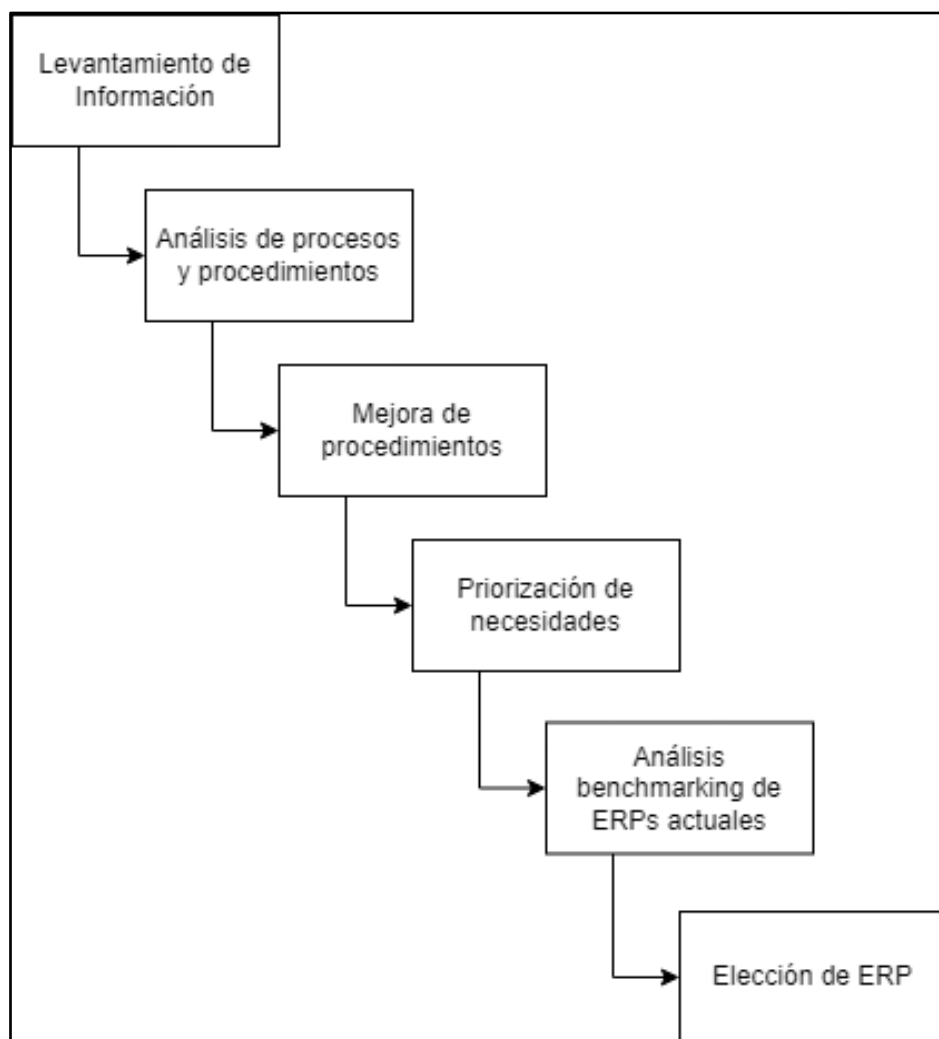 Levantamiento de
Información
Análisis de procesos
y procedimientos
Mejora de
procedimientos
Priorización de
necesidades
Análisis
benchmarking de
ERPs actuales
Elección de ERP